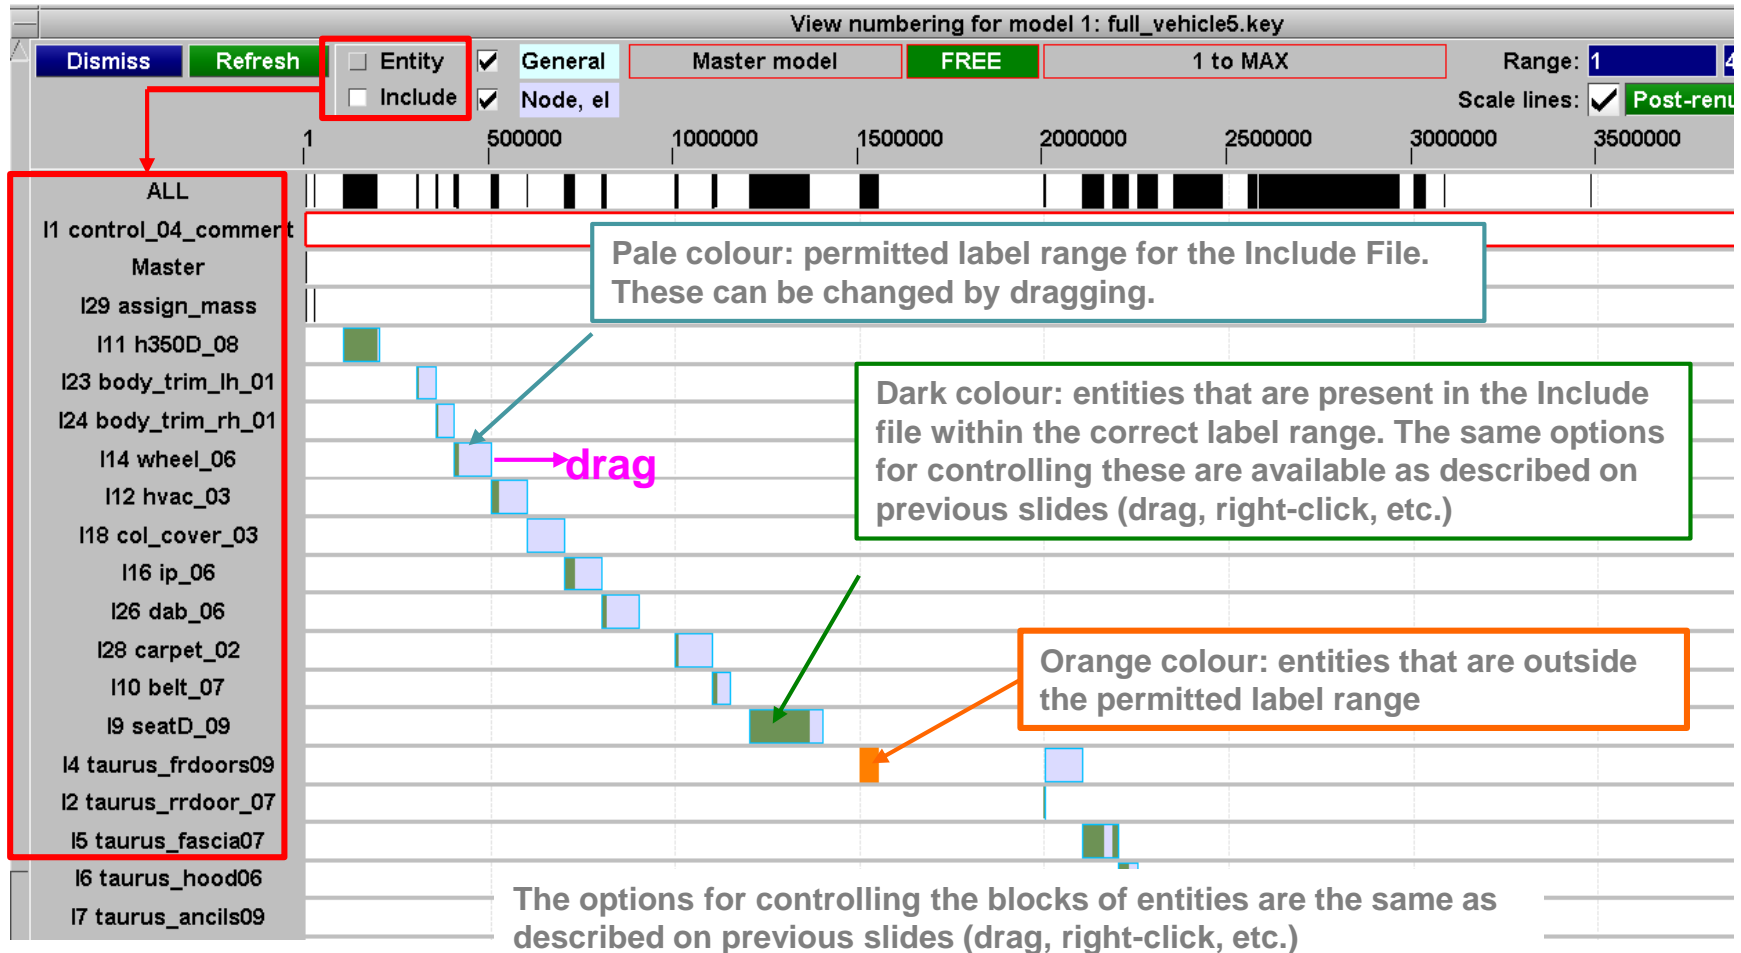 View numbering for model 1: full_vehicle5.key
Dismiss Refresh Entity General Master model FREE 1 to MAX Range: 1 4
Include Node, el Scale lines: Post-renu
1 500000 1000000 1500000 2000000 2500000 3000000 3500000
ALL
I1 control_04_comment
Master
I29 assign_mass
I11 h350D_08
I23 body_trim_lh_01
I24 body_trim_rh_01
I14 wheel_06
I12 hvac_03
I18 col_cover_03
I16 ip_06
I26 dab_06
I28 carpet_02
I10 belt_07
I9 seatD_09
I4 taurus_frdoors09
I2 taurus_rrdoor_07
I5 taurus_fascia07
I6 taurus_hood06
I7 taurus_ancils09
Pale colour: permitted label range for the Include File.
These can be changed by dragging.
drag
Dark colour: entities that are present in the Include
file within the correct label range. The same options
for controlling these are available as described on
previous slides (drag, right-click, etc.)
Orange colour: entities that are outside
the permitted label range
The options for controlling the blocks of entities are the same as
described on previous slides (drag, right-click, etc.)